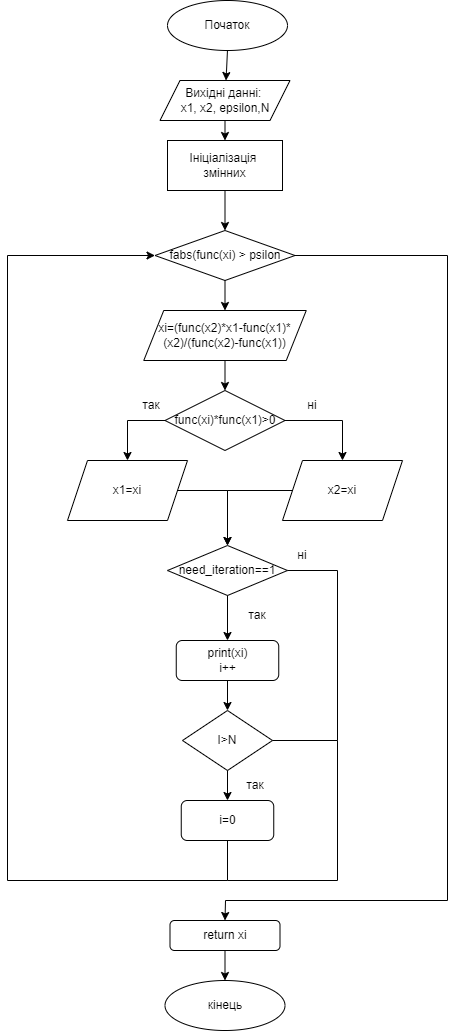 Початок
Вихідні данні:
x1, x2, epsilon,N
Ініціалізація
змінних
fabs(func(xi) > psilon
xi=(func(x2)*x1-func(x1)*
(x2)/(func(x2)-func(x1))
так
ні
func(xi)*func(x1)>0
x1=xi
x2=xi
ні
need_iteration==1
так
print(xi)
i++
I>N
так
i=0
return xi
кінець